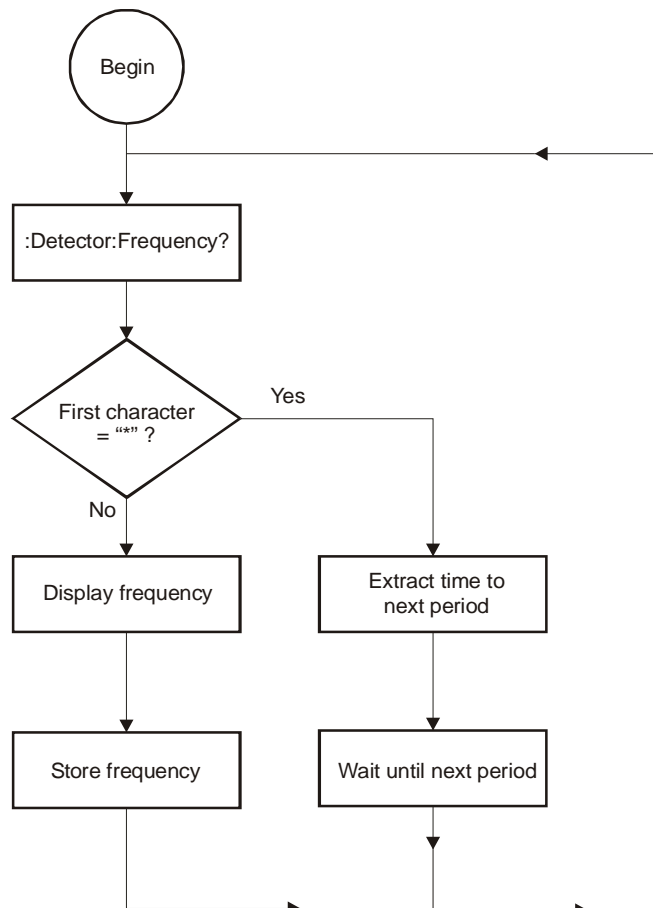 Begin
:Detector:Frequency?
First character
= “*” ?
Yes
No
Display frequency
Extract time to
next period
Store frequency
Wait until next period